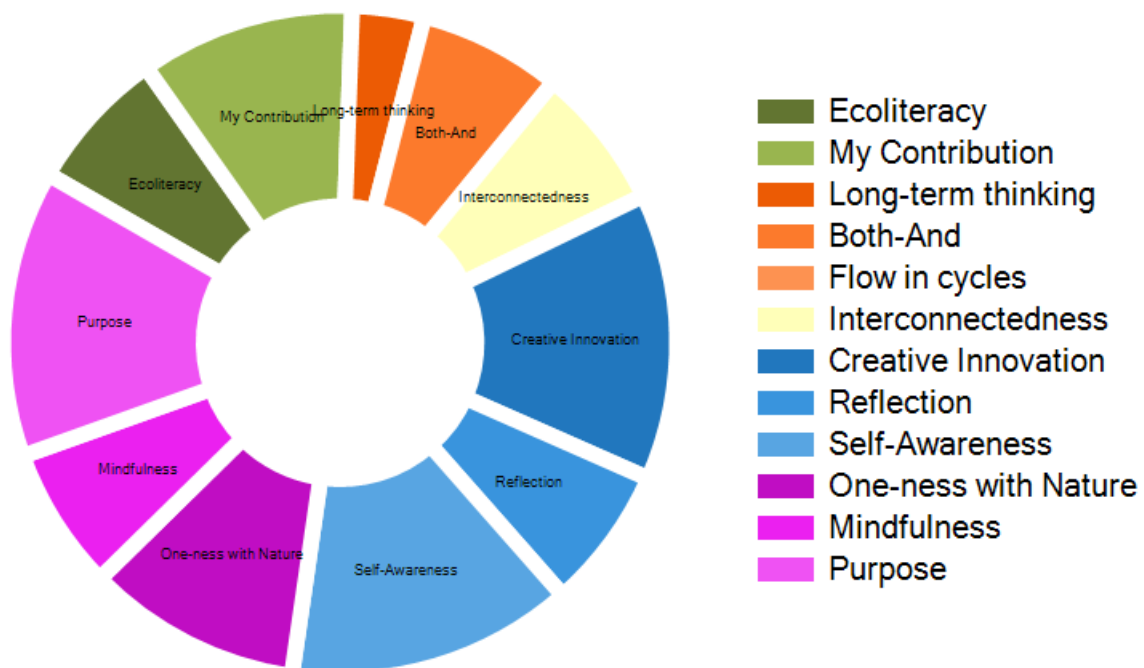 Long-term thinking
My Contribution
Both-And
Ecoliteracy
Interconnectedness
Purpose
Creative Innovation
Mindfulness
Reflection
One-ness with Nature
Self-Awareness
Ecoliteracy
My Contribution
Long-term thinking
Both-And
Flow in cycles
Interconnectedness
Creative Innovation
Reflection
Self-Awareness
One-ness with Nature
Mindfulness
Purpose